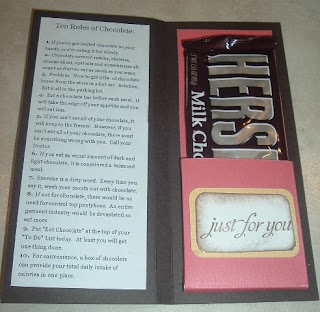 Ten Rules of Chocolate:
1. If you've got melted chocolate on your
hands, you're eating it too slowly.
2. Chocolate covered raisins, cherries,
orange slices, apricots and strawberries all
count as fruit so eat as much as you want.
3. Problem: How to get 2 lbs. of chocolate
home from the store in a hot car. Solution:
Eat it all in the parking lot.
4. Eat a chocolate bar before each meal. It
will take the edge off your appetite and you
will eat less.
5. If you can't eat all of your chocolate, it
will keep in the freezer. However, if you
can't eat all of your chocolate, there must
be something wrong with you. Call your
Doctor
6. If you eat an equal amount of dark and
light chocolate, it is considered a balanced
meal.
7. Exercise is a dirty word. Every time you
say it, wash your mouth out with chocolate.
8. If not for chocolate, there would be no
need for control top pantyhose. An entire
garment industry would be devastated so
eat more.
9. Put "Eat Chocolate" at the top of your
"To Do" List today. At least you will get
one thing done.
10. For convenience, a box of chocolate
can provide your total daily intake of
calories in one place.
HERS
Milk Cho
just for you